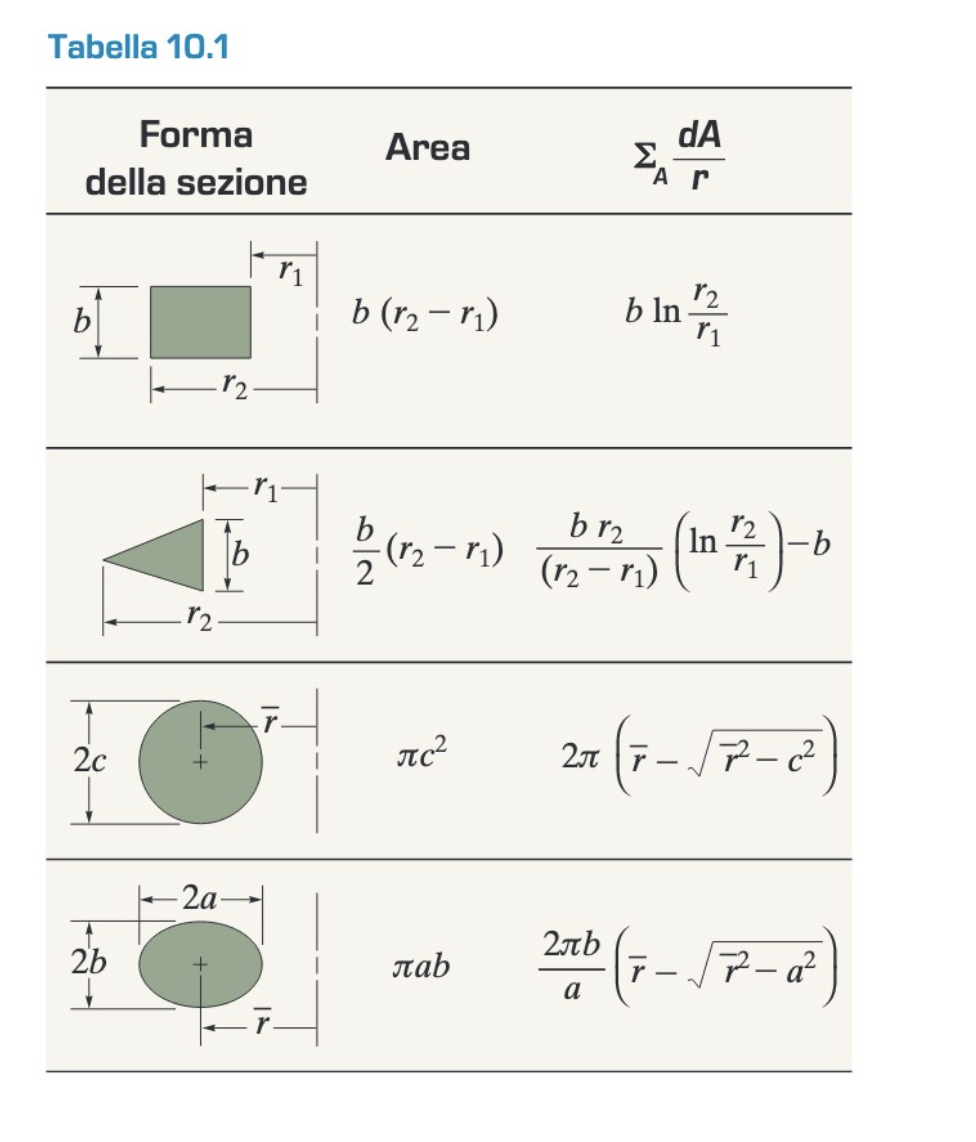 Tabella 10.1
Forma
della sezione
Area
Σ_A dA/r
r₁
b
r₂
b (r₂ − r₁)
b ln r₂/r₁
r₁
b
r₂
b/2 (r₂ − r₁)
b r₂/(r₂ − r₁) (ln r₂/r₁) − b
2c
r̅
πc²
2π (r̅ − √(r̅² − c²))
2a
2b
r̅
πab
2πb/a (r̅ − √(r̅² − a²))